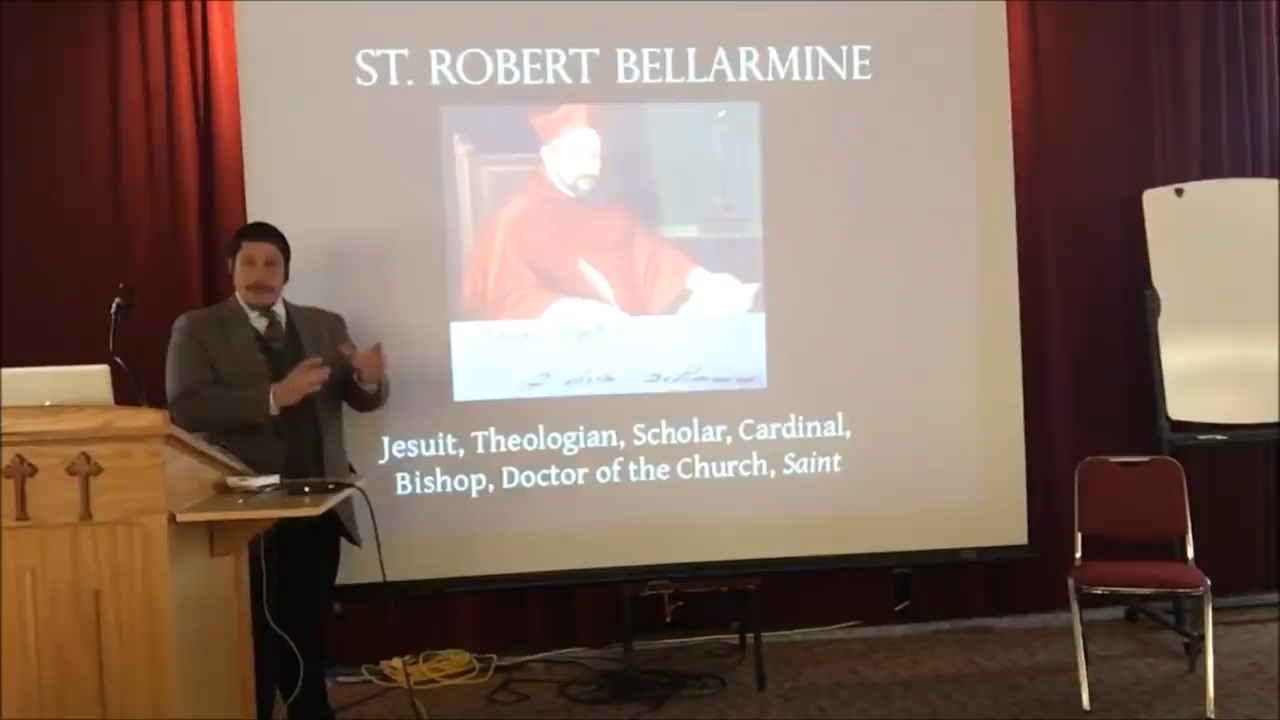 ST. ROBERT BELLARMINE
Jesuit, Theologian, Scholar, Cardinal,
Bishop, Doctor of the Church, Saint